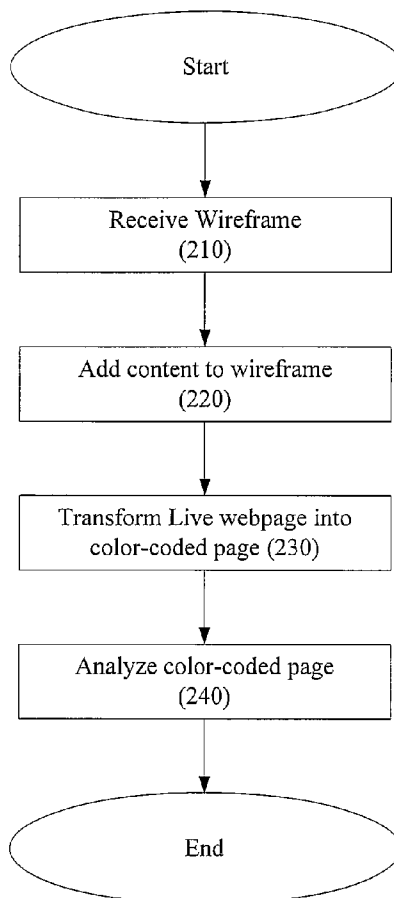 Start
Receive Wireframe
(210)
Add content to wireframe
(220)
Transform Live webpage into
color-coded page (230)
Analyze color-coded page
(240)
End